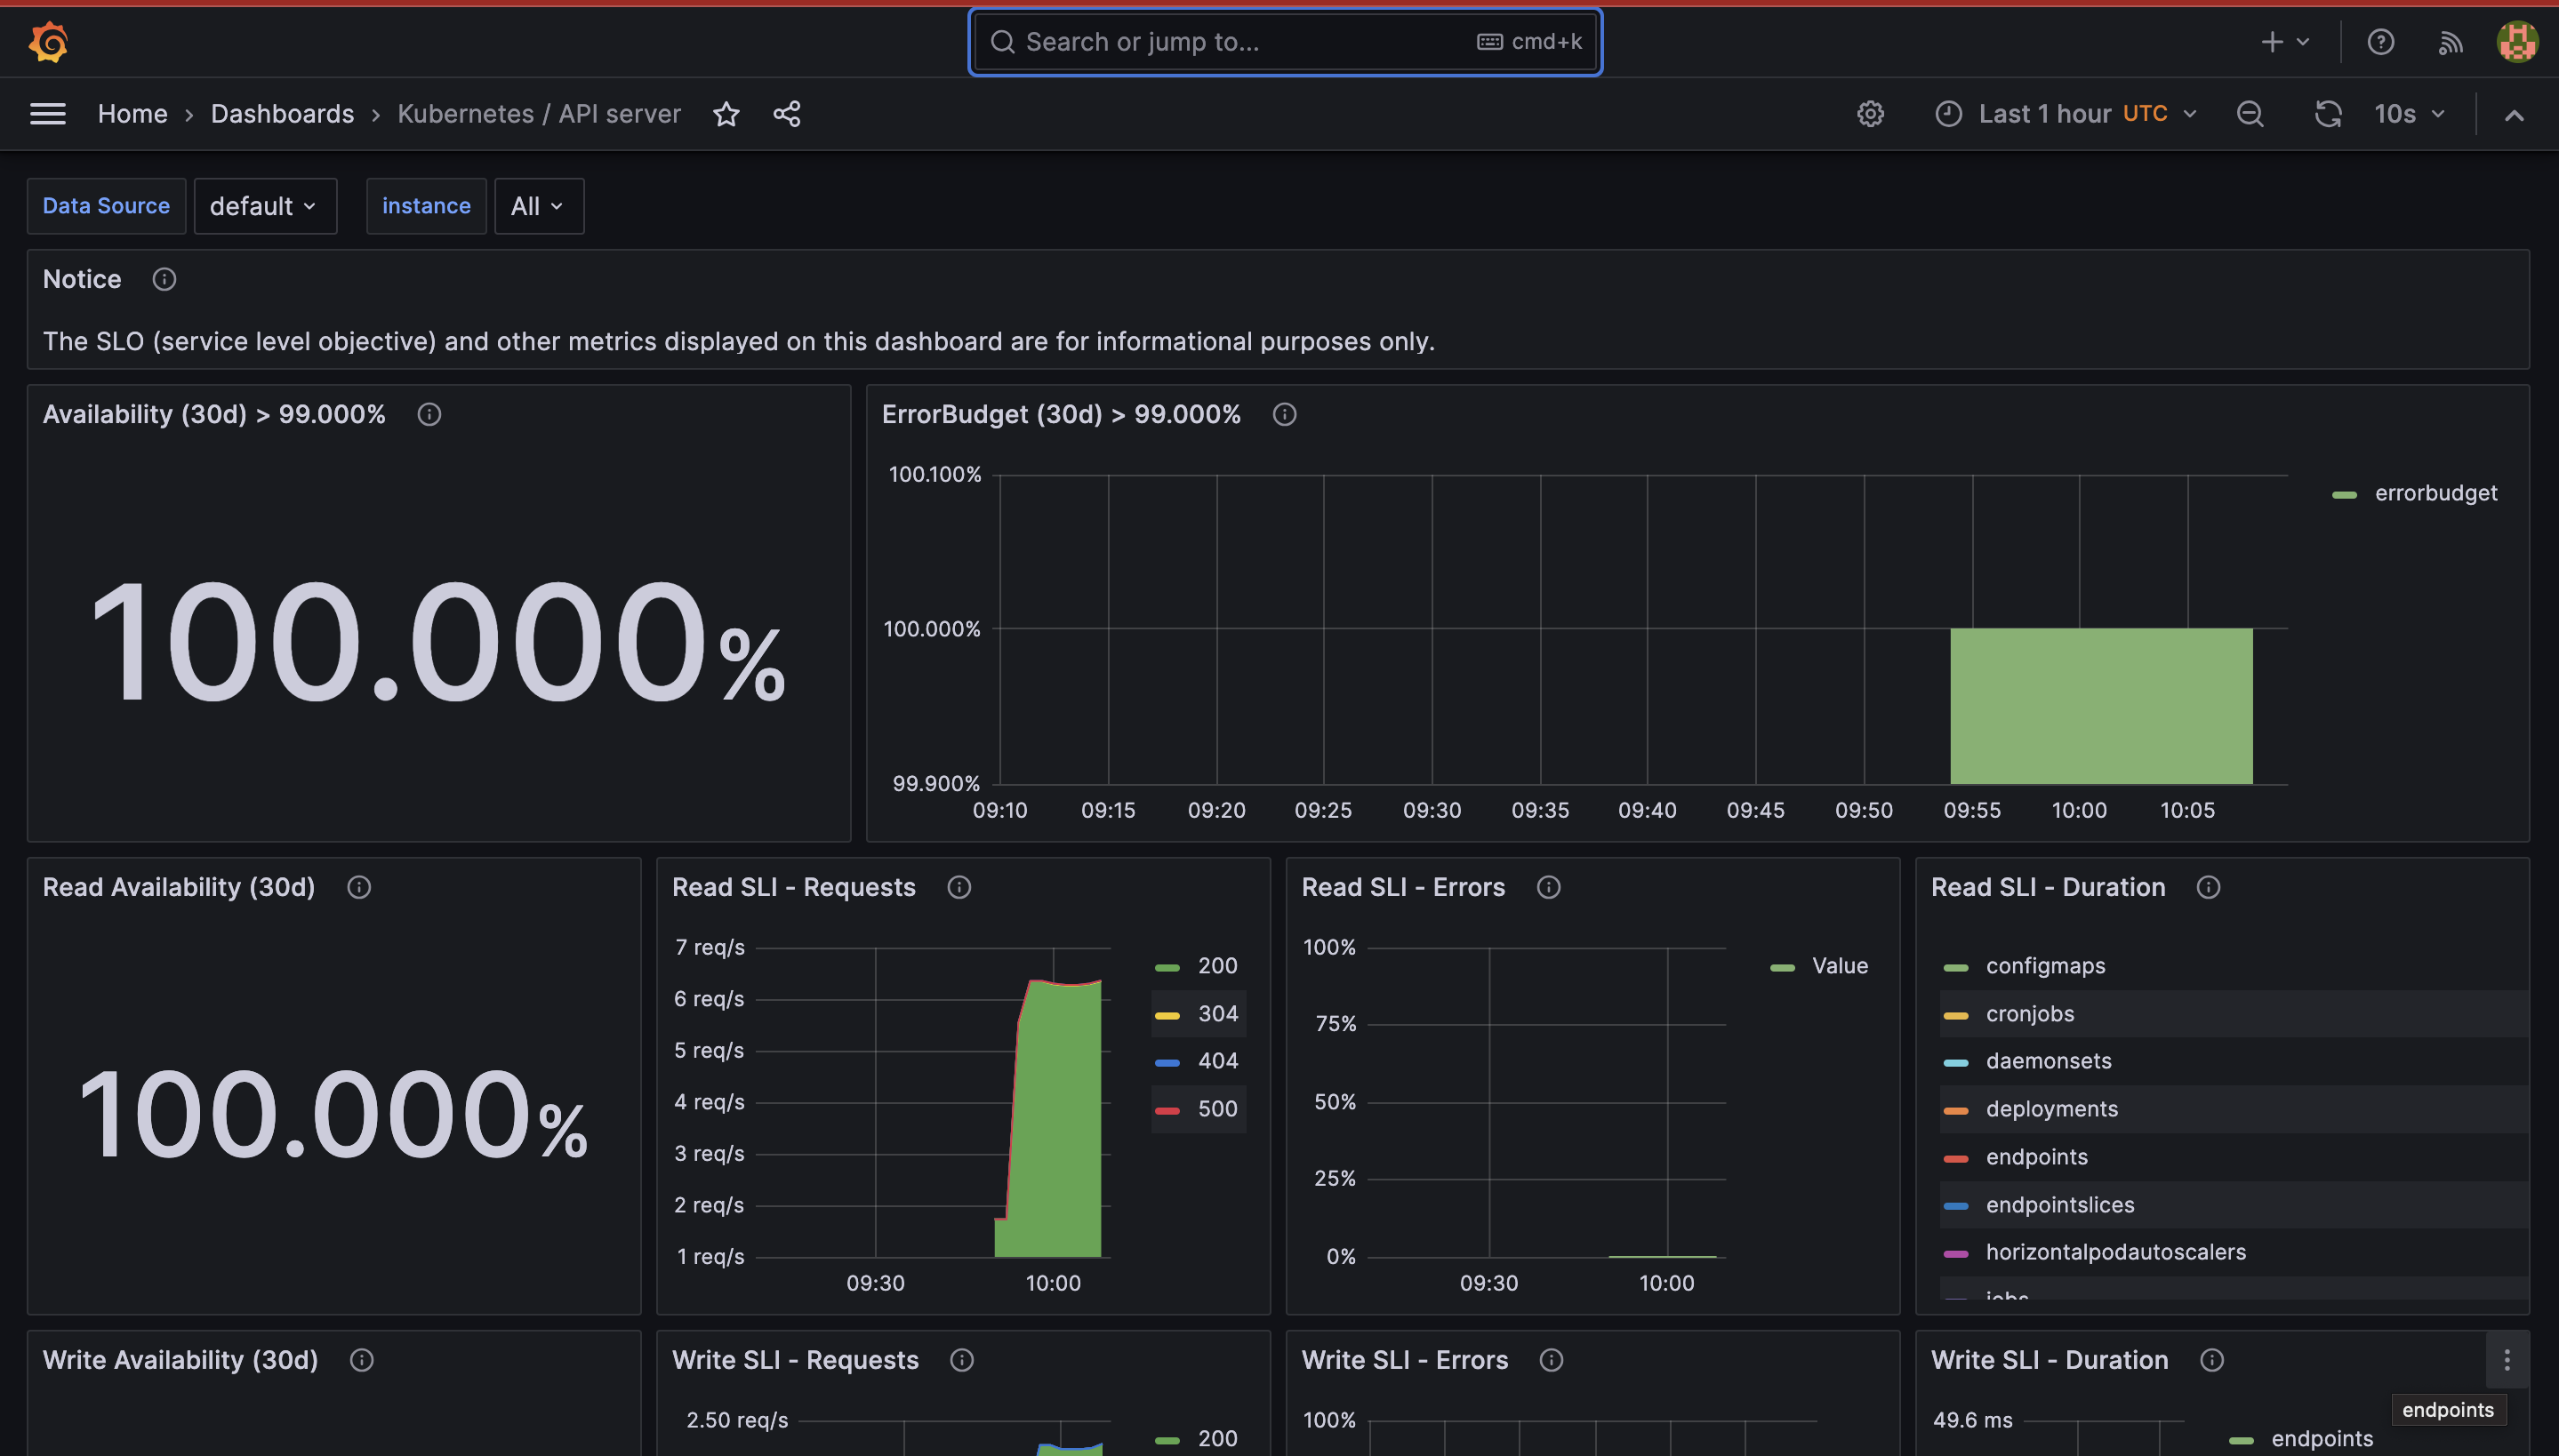 Search or jump to...
cmd+k
Home › Dashboards › Kubernetes / API server
Last 1 hour UTC
10s
Data Source
default
instance
All
Notice
The SLO (service level objective) and other metrics displayed on this dashboard are for informational purposes only.
Availability (30d) > 99.000%
100.000%
ErrorBudget (30d) > 99.000%
100.100%
100.000%
99.900%
09:10 09:15 09:20 09:25 09:30 09:35 09:40 09:45 09:50 09:55 10:00 10:05
errorbudget
Read Availability (30d)
100.000%
Read SLI - Requests
7 req/s
6 req/s
5 req/s
4 req/s
3 req/s
2 req/s
1 req/s
09:30 10:00
200
304
404
500
Read SLI - Errors
100%
75%
50%
25%
0%
09:30 10:00
Value
Read SLI - Duration
configmaps
cronjobs
daemonsets
deployments
endpoints
endpointslices
horizontalpodautoscalers
jobs
Write Availability (30d)
Write SLI - Requests
2.50 req/s
200
Write SLI - Errors
100%
Write SLI - Duration
49.6 ms
endpoints
endpoints